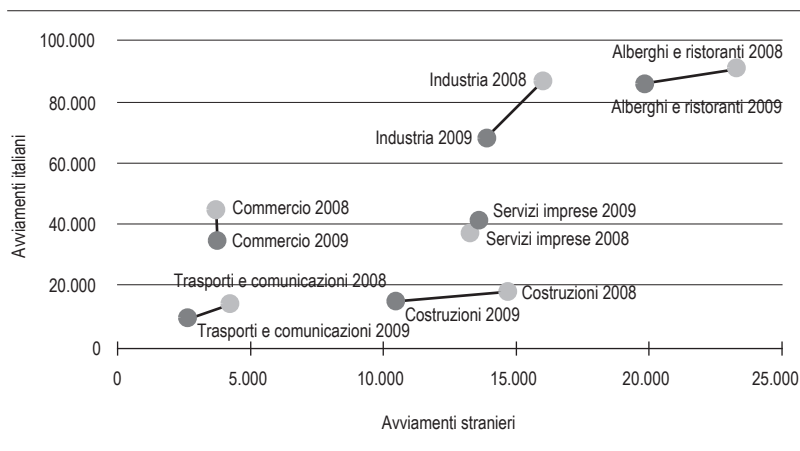 100.000
Alberghi e ristoranti 2008
Industria 2008
80.000
Alberghi e ristoranti 2009
Industria 2009
60.000
Avviamenti italiani
Commercio 2008
Servizi imprese 2009
40.000
Commercio 2009
Servizi imprese 2008
Trasporti e comunicazioni 2008
20.000
Costruzioni 2008
Costruzioni 2009
Trasporti e comunicazioni 2009
0
0 5.000 10.000 15.000 20.000 25.000
Avviamenti stranieri